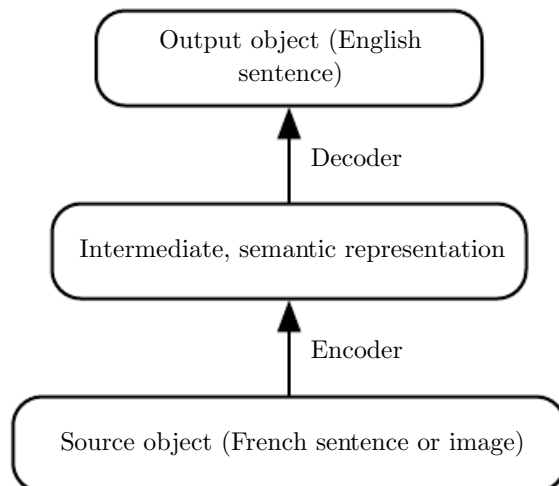 Output object (English
sentence)
Decoder
Intermediate, semantic representation
Encoder
Source object (French sentence or image)